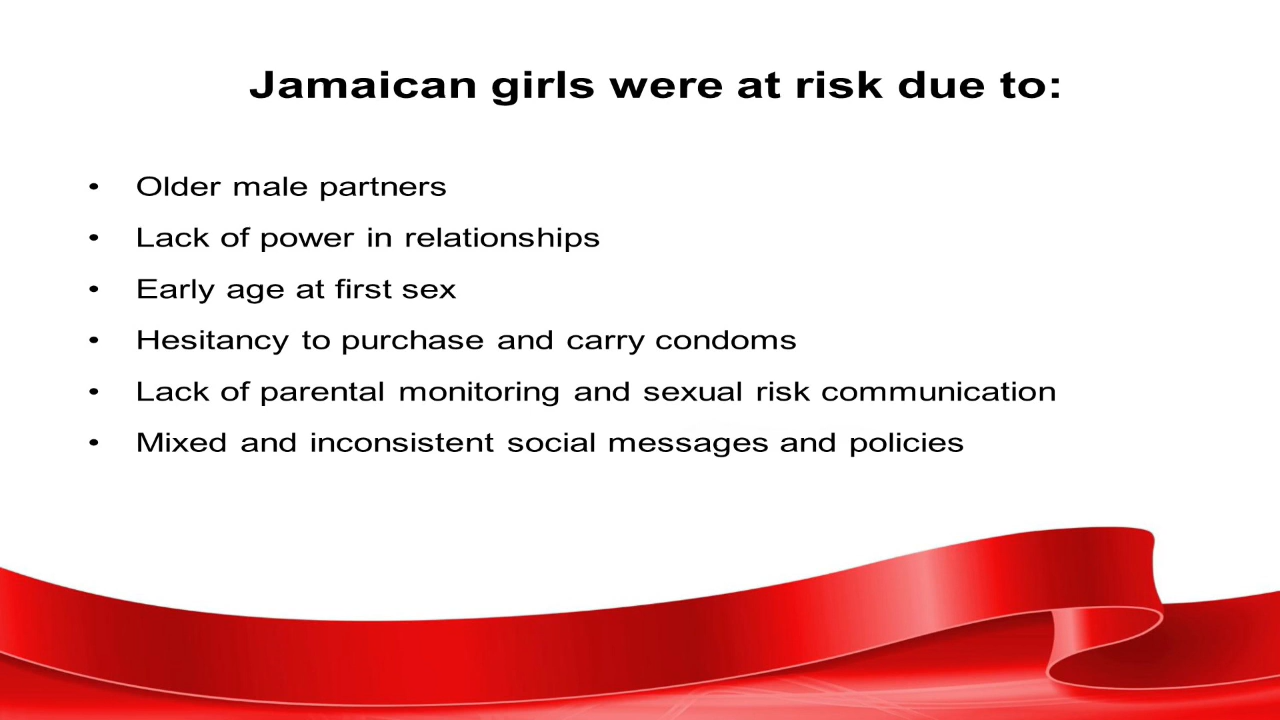 Jamaican girls were at risk due to:
• Older male partners
• Lack of power in relationships
• Early age at first sex
• Hesitancy to purchase and carry condoms
• Lack of parental monitoring and sexual risk communication
• Mixed and inconsistent social messages and policies